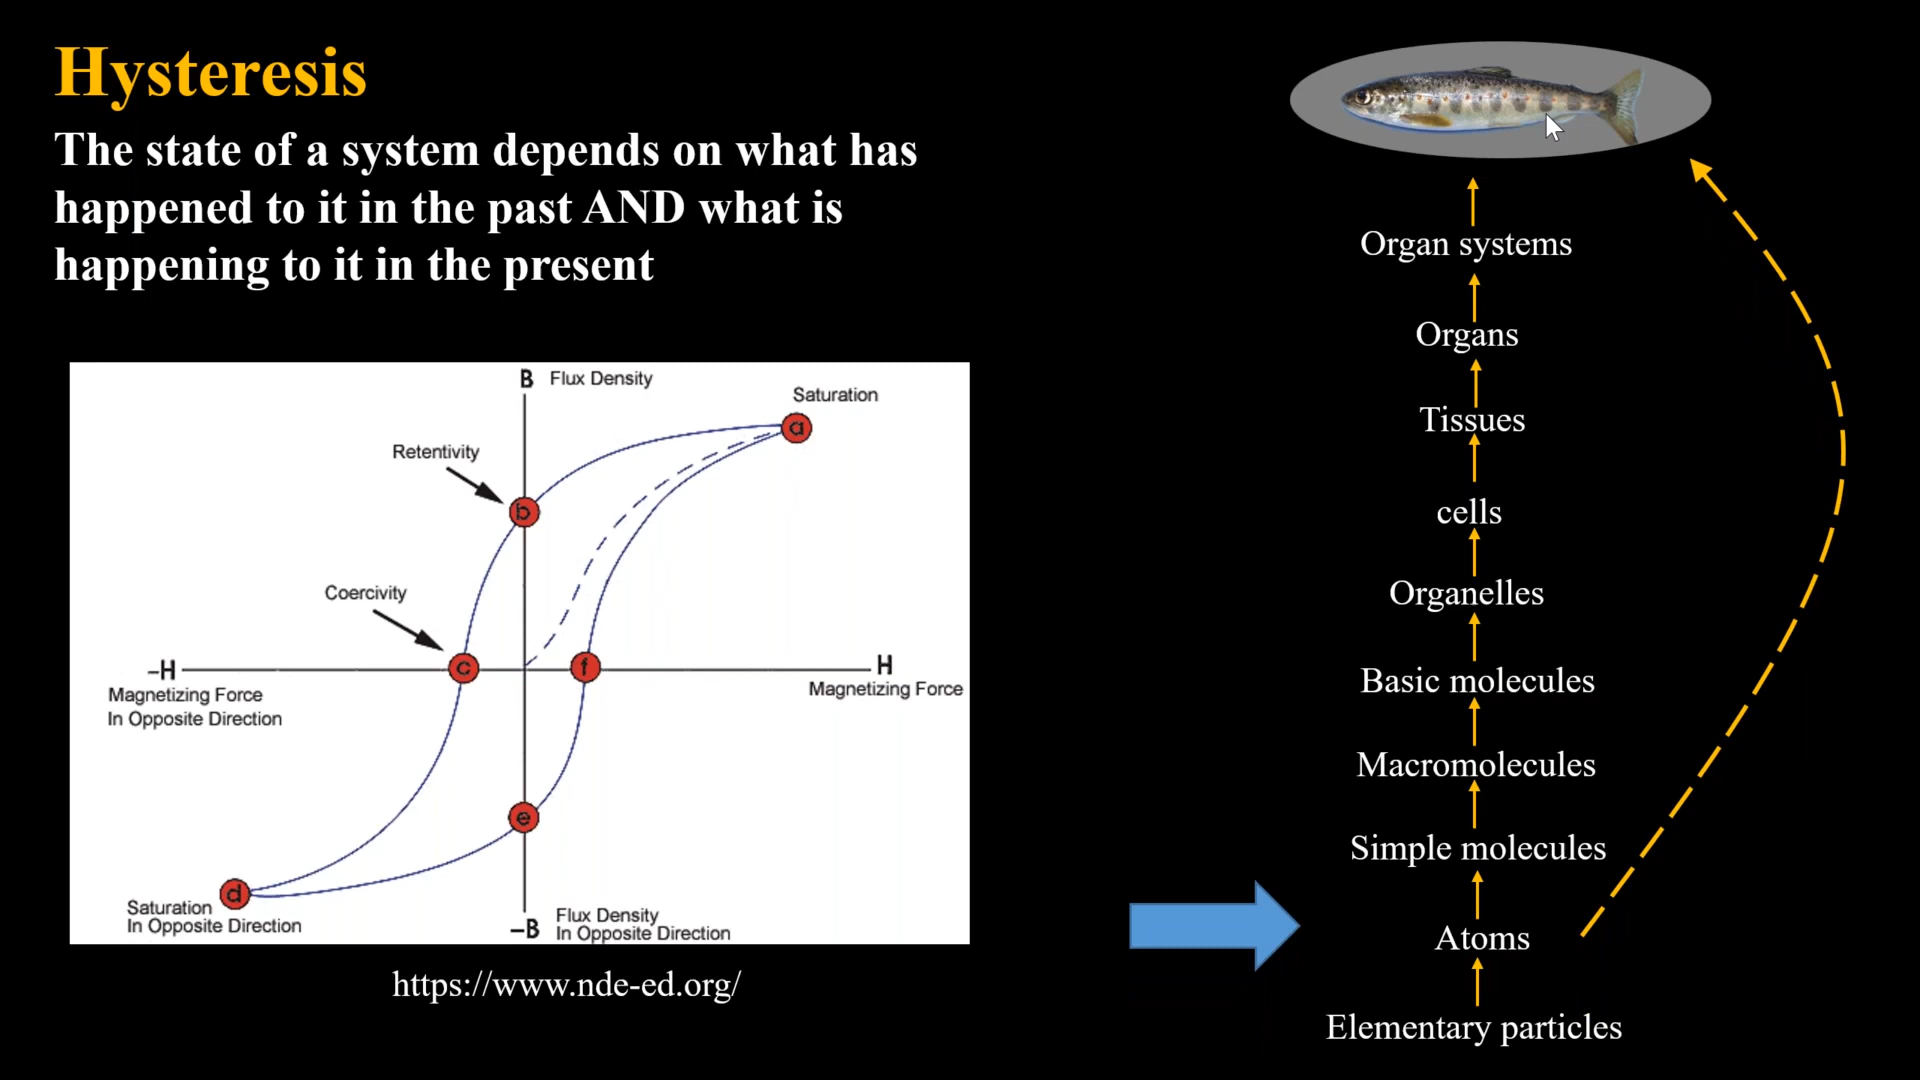 Hysteresis
The state of a system depends on what has
happened to it in the past AND what is
happening to it in the present
B Flux Density
Saturation
a
Retentivity
b
Coercivity
c
f
–H
Magnetizing Force
In Opposite Direction
H
Magnetizing Force
e
d
Saturation
In Opposite Direction
–B
Flux Density
In Opposite Direction
https://www.nde-ed.org/
Organ systems
Organs
Tissues
cells
Organelles
Basic molecules
Macromolecules
Simple molecules
Atoms
Elementary particles